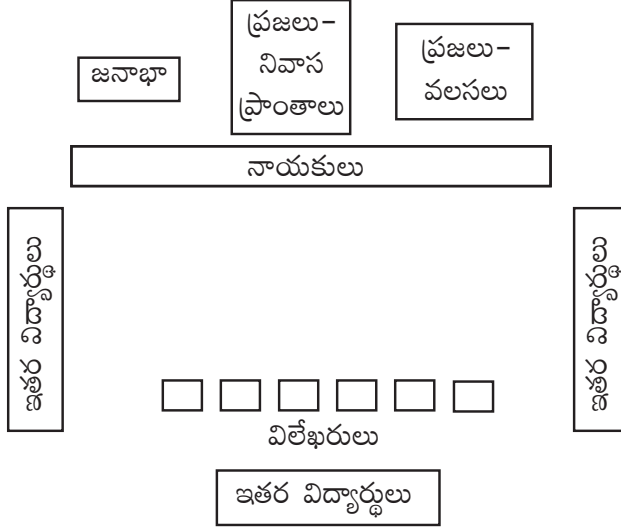 జనాభా
ప్రజలు-
నివాస
ప్రాంతాలు
ప్రజలు-
వలసలు
నాయకులు
ఇతర విద్యార్థులు
ఇతర విద్యార్థులు
విలేఖరులు
ఇతర విద్యార్థులు